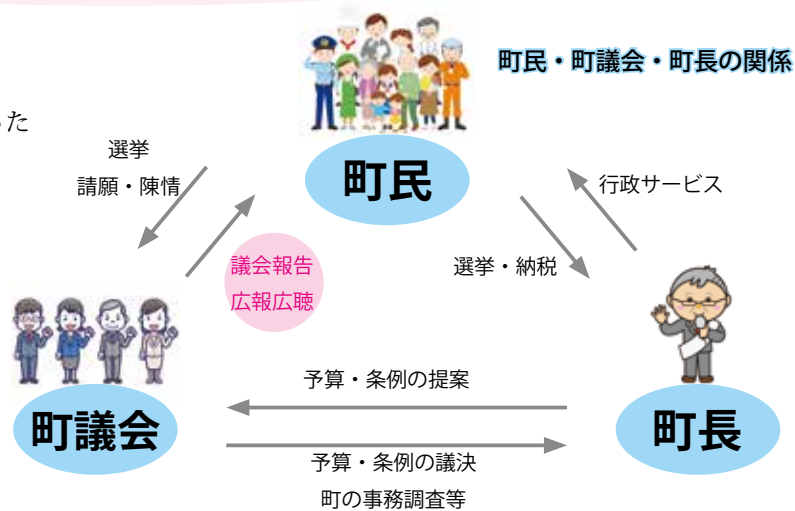 町民・町議会・町長の関係
った
選挙
請願・陳情
町民
行政サービス
議会報告
広報広聴
選挙・納税
予算・条例の提案
町議会
町長
予算・条例の議決
町の事務調査等